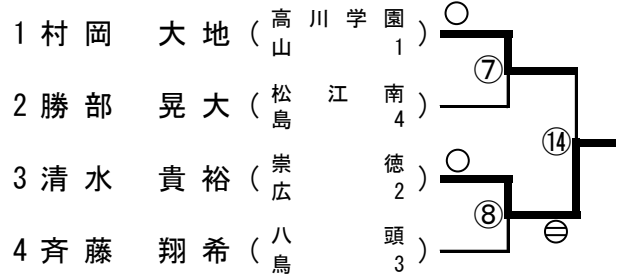 1 村岡 大地 (高川学園 山1) ○
⑦
2 勝部 晃大 (松江南 島4)
⑭
3 清水 貴裕 (崇徳 広2) ○
⑧
4 斉藤 翔希 (八頭 鳥3)